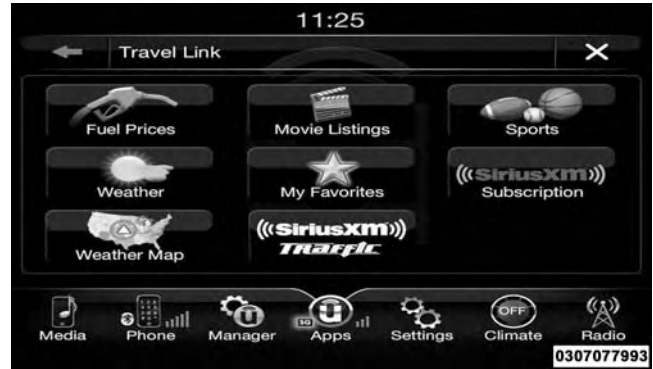 11:25
Travel Link
Fuel Prices
Movie Listings
Sports
Weather
My Favorites
((SiriusXM))
Subscription
Weather Map
((SiriusXM))
TRAFFIC
Media
Phone
Manager
3G
Apps
Settings
OFF
Climate
Radio
0307077993